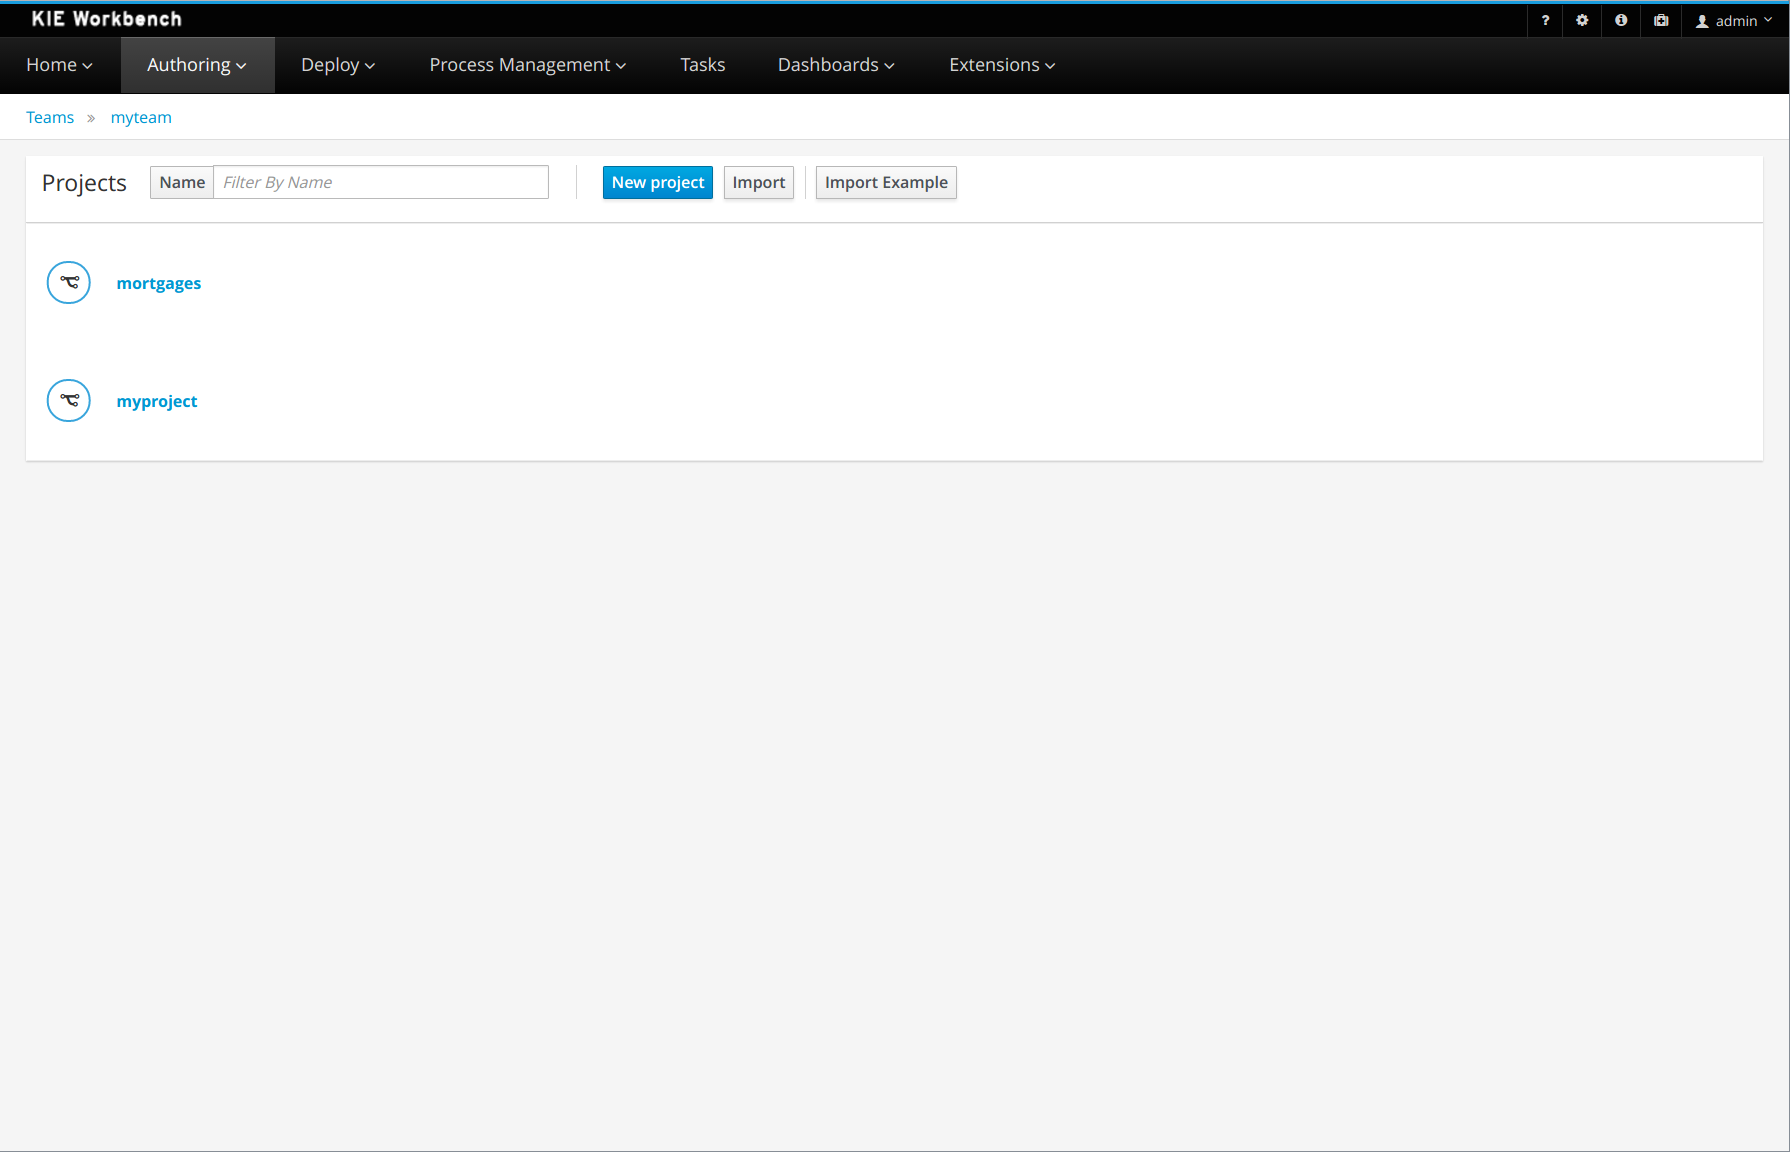 KIE Workbench
? admin
Home Authoring Deploy Process Management Tasks Dashboards Extensions
Teams » myteam
Projects Name Filter By Name New project Import Import Example
mortgages
myproject